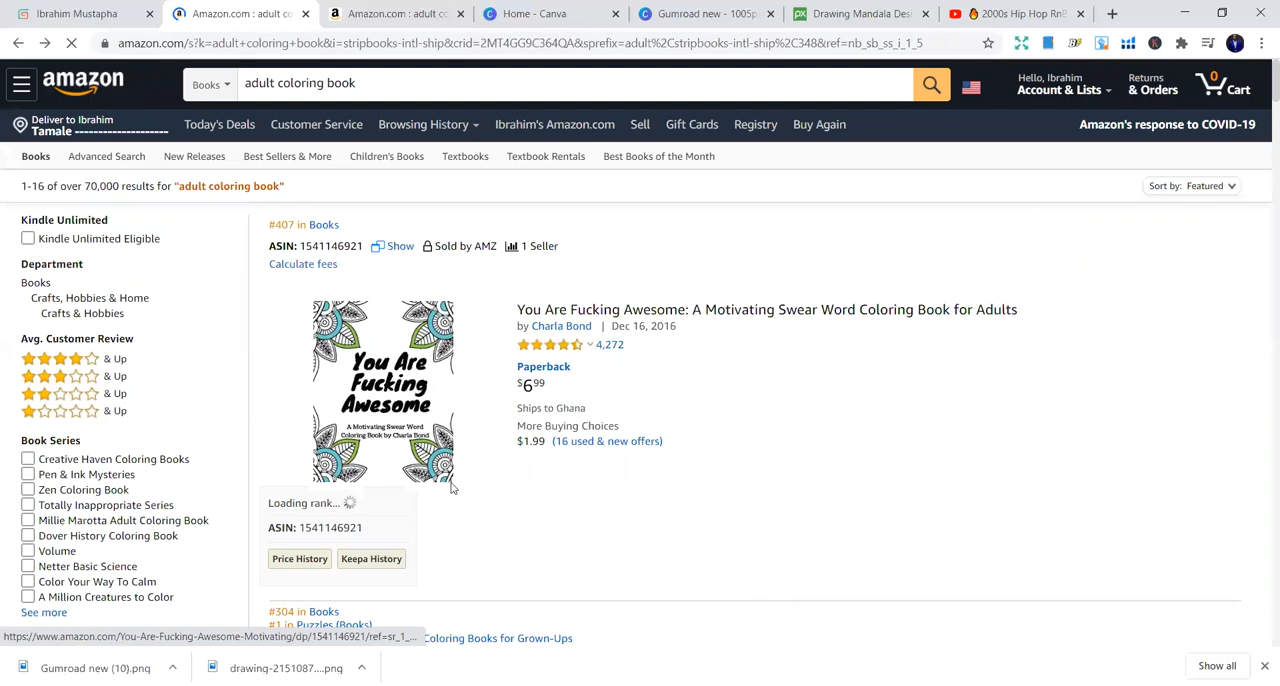 Ibrahim Mustapha
Amazon.com : adult co
Amazon.com : adult co
Home - Canva
Gumroad new - 1005p
Drawing Mandala Desi
2000s Hip Hop RnB
amazon.com/s?k=adult+coloring+book&i=stripbooks-intl-ship&crid=2MT4GG9C364QA&sprefix=adult%2Cstripbooks-intl-ship%2C348&ref=nb_sb_ss_i_1_5
amazon
Books
adult coloring book
Hello, Ibrahim
Account & Lists
Returns
& Orders
0
Cart
Deliver to Ibrahim
Tamale ------------------
Today's Deals
Customer Service
Browsing History
Ibrahim's Amazon.com
Sell
Gift Cards
Registry
Buy Again
Amazon's response to COVID-19
Books
Advanced Search
New Releases
Best Sellers & More
Children's Books
Textbooks
Textbook Rentals
Best Books of the Month
1-16 of over 70,000 results for "adult coloring book"
Sort by: Featured
Kindle Unlimited
Kindle Unlimited Eligible
Department
Books
Crafts, Hobbies & Home
Crafts & Hobbies
Avg. Customer Review
& Up
& Up
& Up
& Up
Book Series
Creative Haven Coloring Books
Pen & Ink Mysteries
Zen Coloring Book
Totally Inappropriate Series
Millie Marotta Adult Coloring Book
Dover History Coloring Book
Volume
Netter Basic Science
Color Your Way To Calm
A Million Creatures to Color
See more
#407 in Books
ASIN: 1541146921 Show Sold by AMZ 1 Seller
Calculate fees
You Are
Fucking
Awesome
A Motivating Swear Word
Coloring Book by Charla Bond
You Are Fucking Awesome: A Motivating Swear Word Coloring Book for Adults
by Charla Bond | Dec 16, 2016
4,272
Paperback
$6.99
Ships to Ghana
More Buying Choices
$1.99 (16 used & new offers)
Loading rank...
ASIN: 1541146921
Price History
Keepa History
#304 in Books
#1 in Puzzles (Books)
Coloring Books for Grown-Ups
https://www.amazon.com/You-Are-Fucking-Awesome-Motivating/dp/1541146921/ref=sr_1_...
Gumroad new (10).png
drawing-2151087....png
Show all